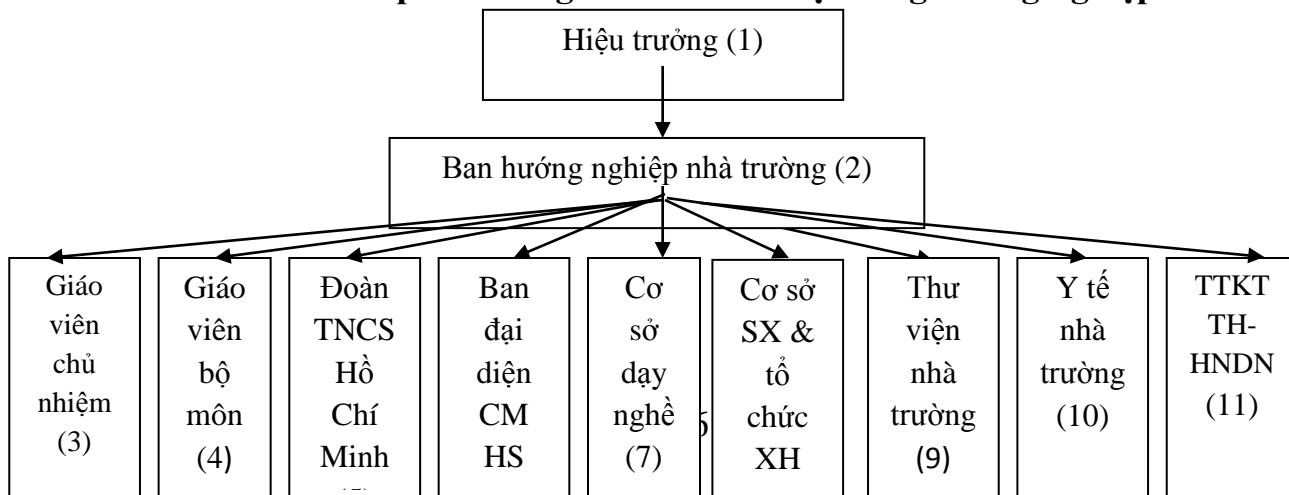 Hiệu trưởng (1)
Ban hướng nghiệp nhà trường (2)
Giáo
viên
chủ
nhiệm
(3)
Giáo
viên
bộ
môn
(4)
Đoàn
TNCS
Hồ
Chí
Minh
Ban
đại
diện
CM
HS
Cơ
sở
dạy
nghề
(7)
6
Cơ sở
SX &
tổ
chức
XH
Thư
viện
nhà
trường
(9)
Y tế
nhà
trường
(10)
TTKT
TH-
HNDN
(11)